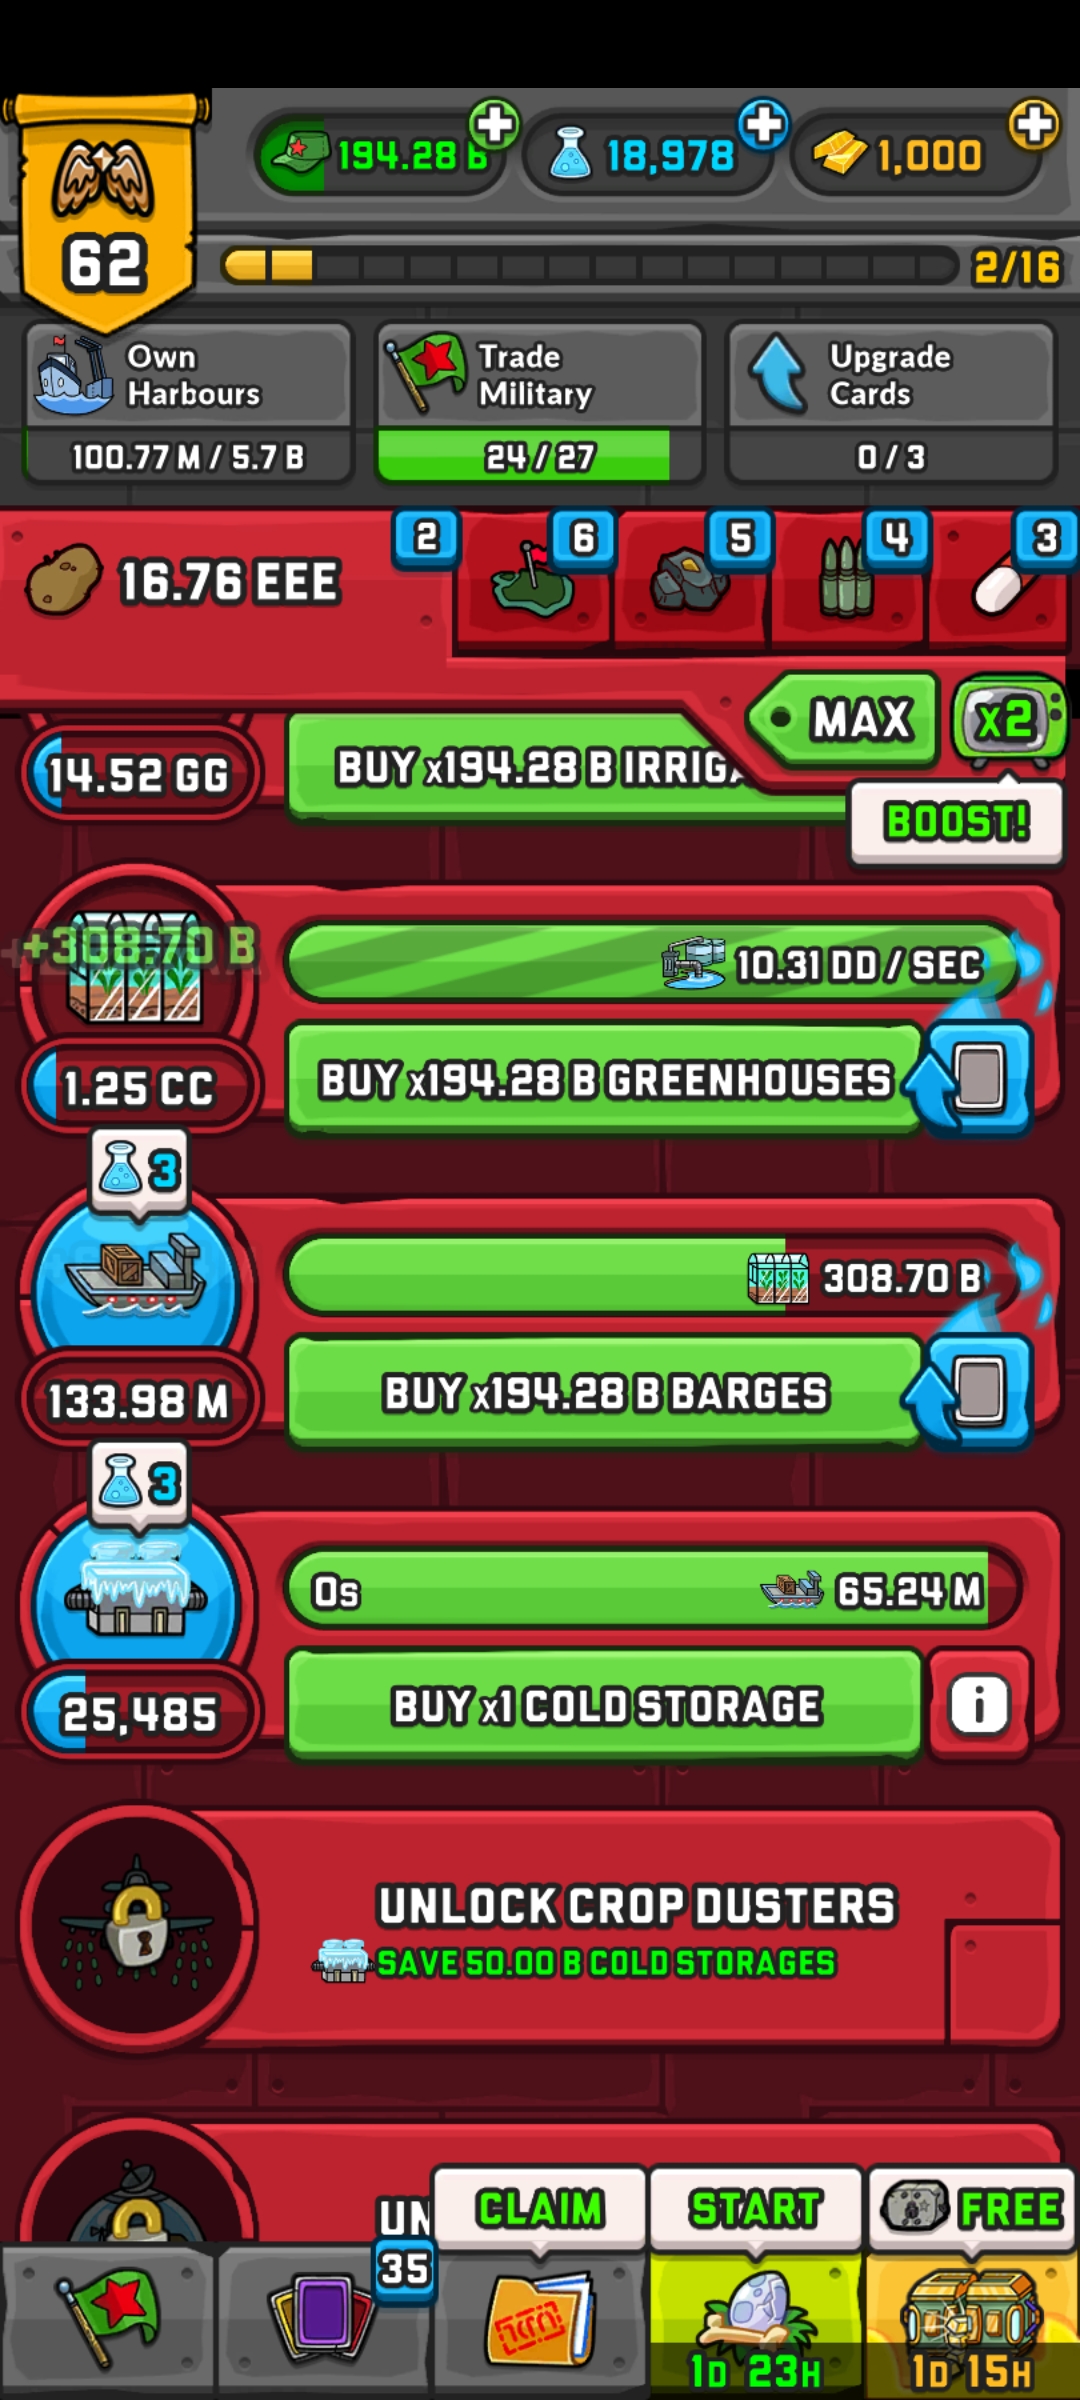 194.28 B
18,978
1,000
62
2/16
Own Harbours
100.77 M / 5.7 B
Trade Military
24 / 27
Upgrade Cards
0 / 3
16.76 EEE
2
6
5
4
3
MAX
x2
BOOST!
14.52 GG
BUY x194.28 B
+308.70 B
10.31 DD / SEC
1.25 CC
BUY x194.28 B GREENHOUSES
3
308.70 B
133.98 M
BUY x194.28 B BARGES
3
0s
65.24 M
25,485
BUY x1 COLD STORAGE
i
UNLOCK CROP DUSTERS
SAVE 50.00 B COLD STORAGES
CLAIM
START
FREE
35
1D 23H
1D 15H